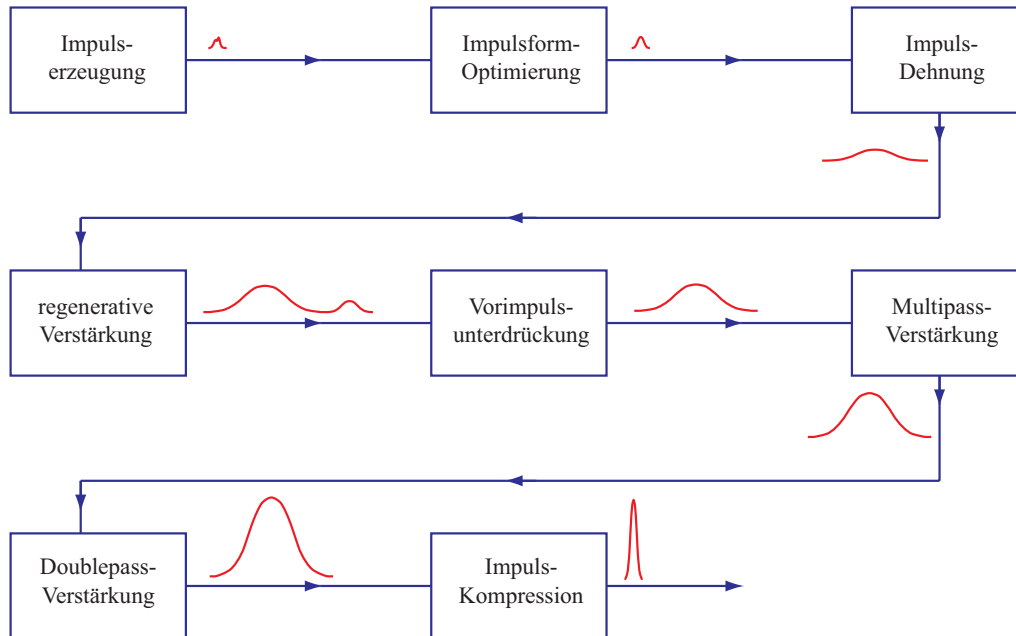 Impuls-
erzeugung
Impulsform-
Optimierung
Impuls-
Dehnung
regenerative
Verstärkung
Vorimpuls-
unterdrückung
Multipass-
Verstärkung
Doublepass-
Verstärkung
Impuls-
Kompression